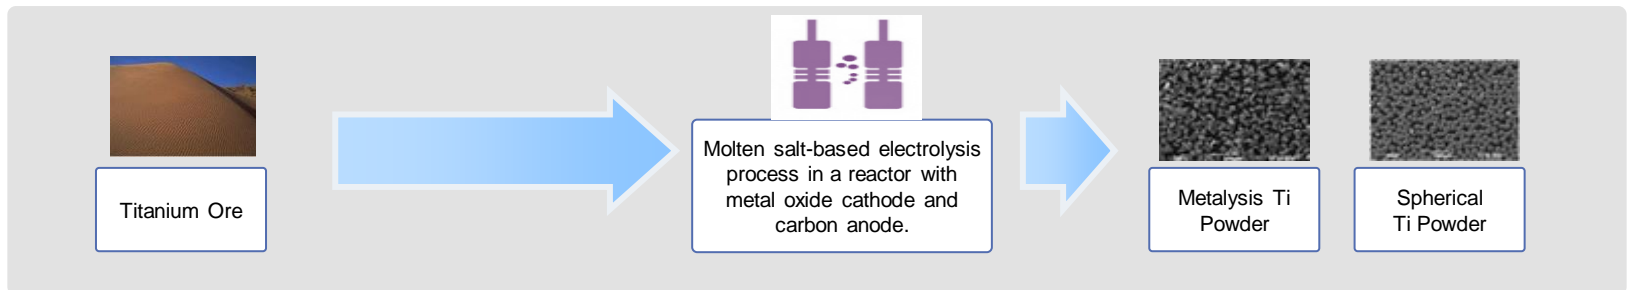 Titanium Ore
Molten salt-based electrolysis
process in a reactor with
metal oxide cathode and
carbon anode.
Metalysis Ti
Powder
Spherical
Ti Powder